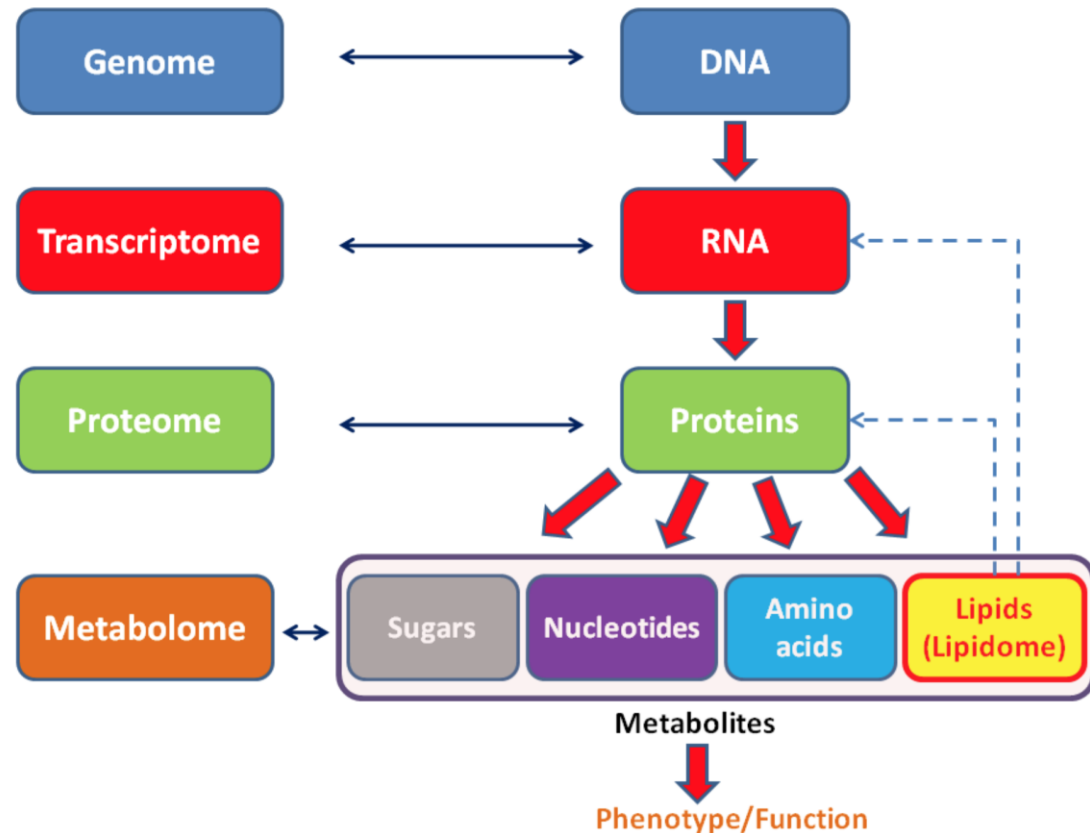 Genome
DNA
Transcriptome
RNA
Proteome
Proteins
Metabolome
Sugars
Nucleotides
Amino
acids
Lipids
(Lipidome)
Metabolites
Phenotype/Function